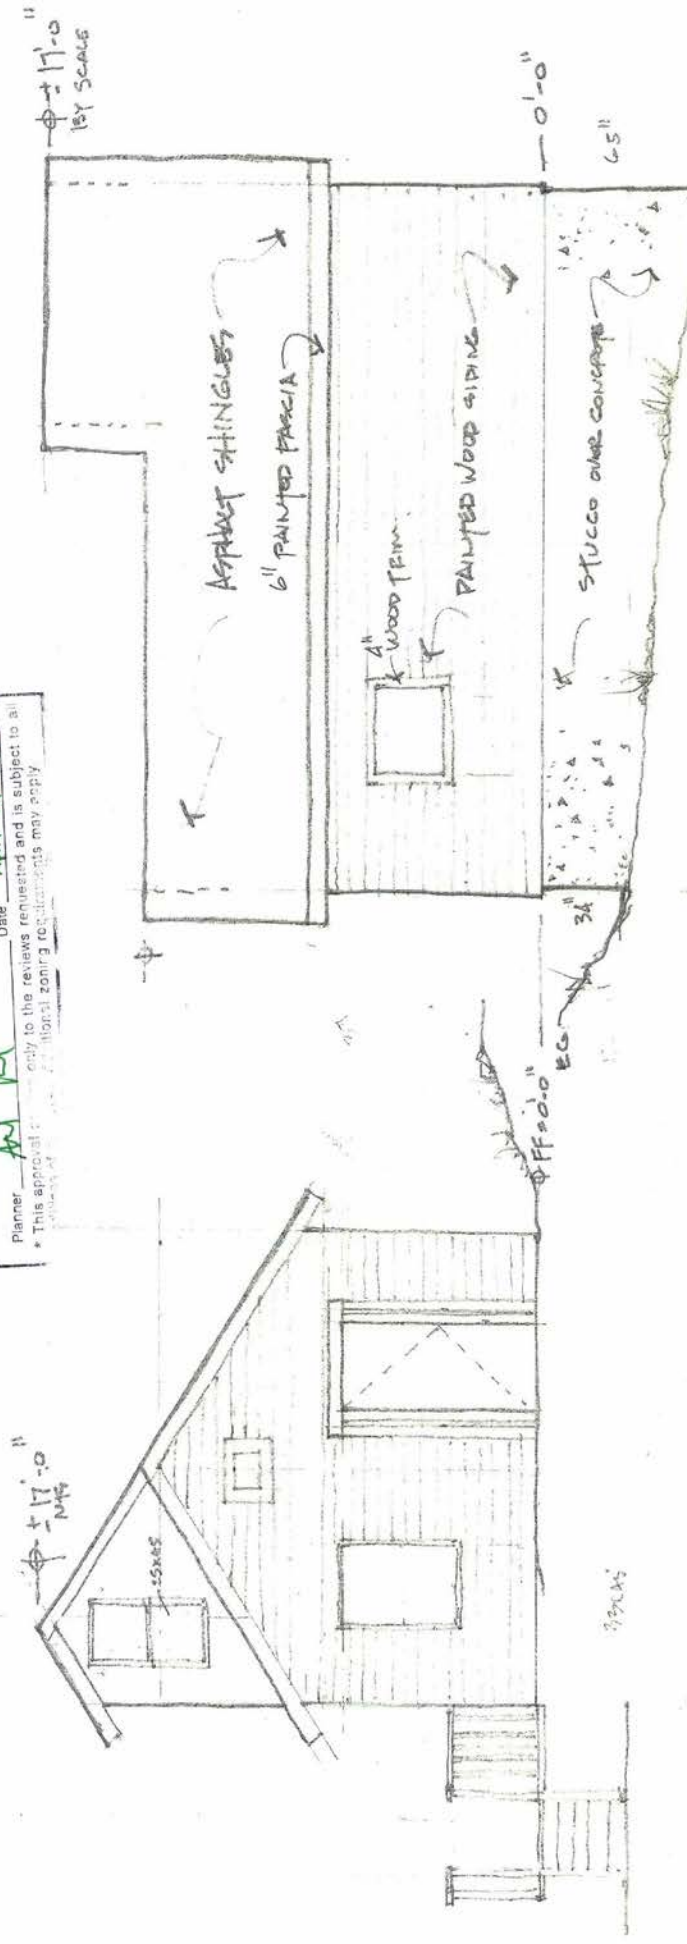 Planner
Date
* This approval
only to the reviews requested and is subject to all
zoning requirements may apply
± 17'-0"
NTS
FF=0'-0"
± 17'-0"
BY SCALE
ASPHALT SHINGLES
6" PAINTED FASCIA
4"
WOOD TRIM
PAINTED WOOD SIDING
0'-0"
STUCCO OVER CONCRETE
34"
65"
EG